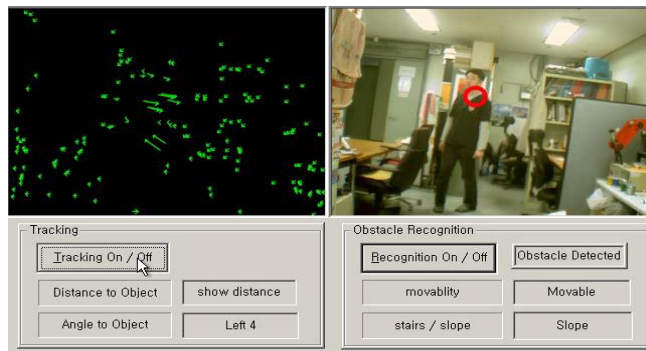 Tracking
Tracking On / Off
Distance to Object
show distance
Angle to Object
Left 4
Obstacle Recognition
Recognition On / Off
Obstacle Detected
movablity
Movable
stairs / slope
Slope